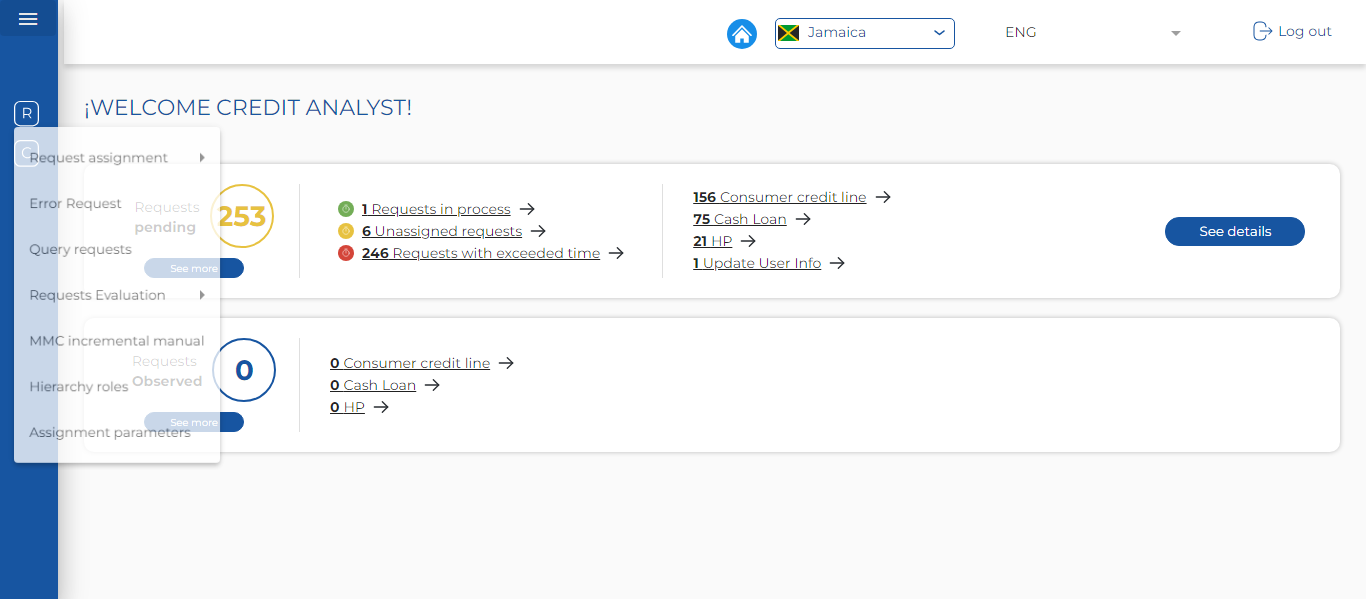 Jamaica
ENG
Log out
R
¡WELCOME CREDIT ANALYST!
C
Request assignment
Error Request
Query requests
Requests Evaluation
MMC incremental manual
Hierarchy roles
Assignment parameters
Requests
pending
253
See more
1 Requests in process
6 Unassigned requests
246 Requests with exceeded time
156 Consumer credit line
75 Cash Loan
21 HP
1 Update User Info
See details
Requests
Observed
0
See more
0 Consumer credit line
0 Cash Loan
0 HP